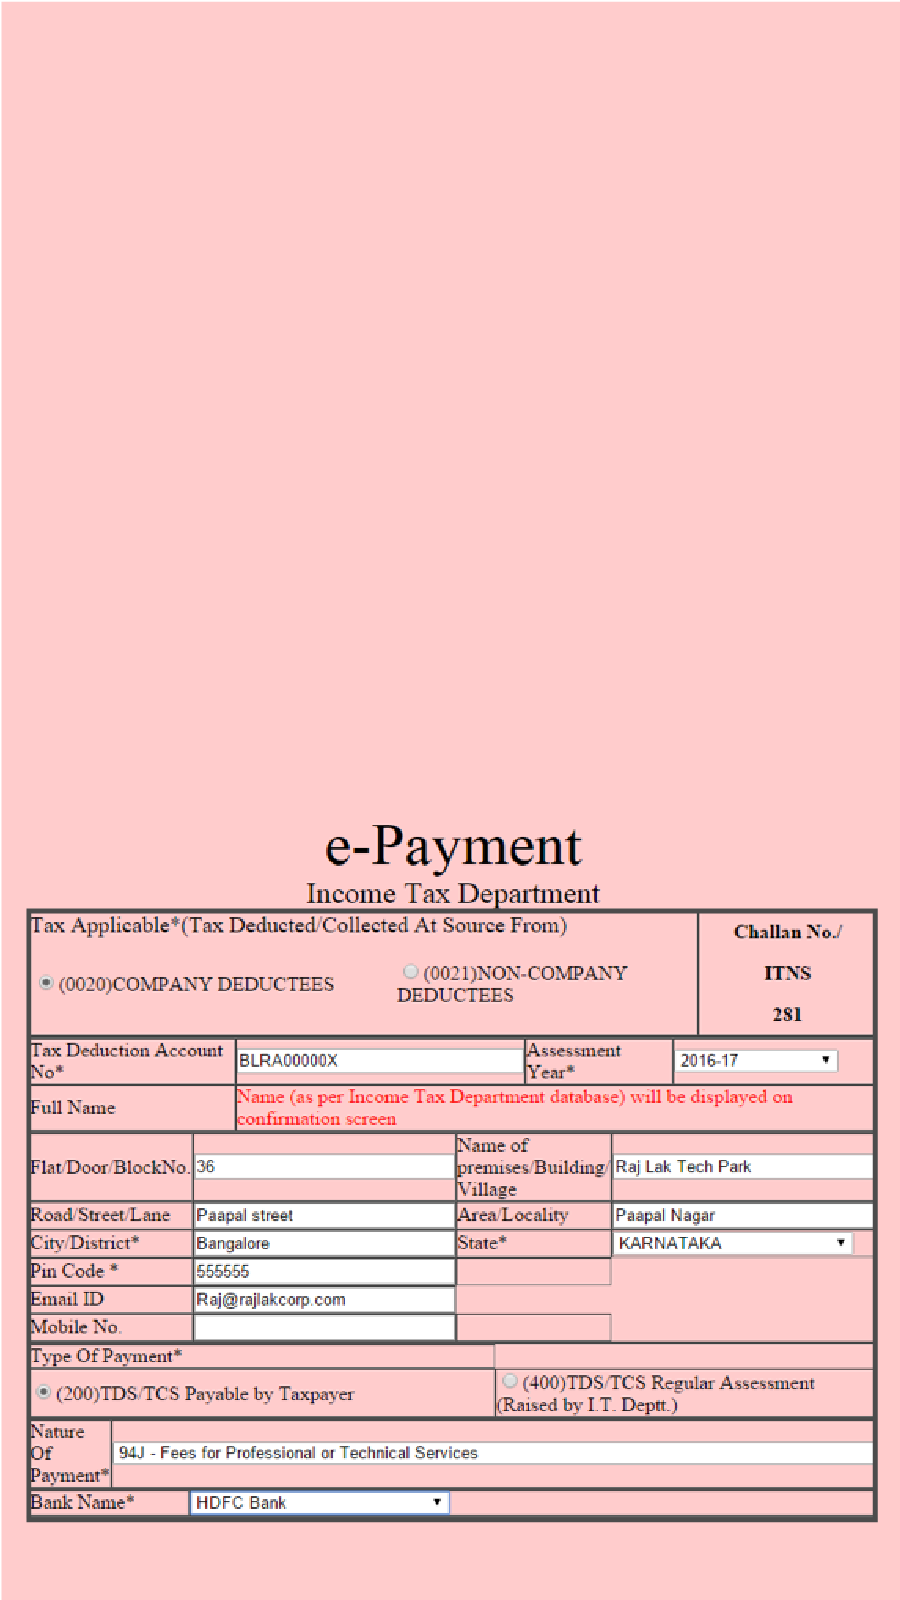 e-Payment
Income Tax Department
Tax Applicable*(Tax Deducted/Collected At Source From)
(0020)COMPANY DEDUCTEES
(0021)NON-COMPANY
DEDUCTEES
Challan No./
ITNS
281
Tax Deduction Account
No*
BLRA00000X
Assessment
Year*
2016-17
Full Name
Name (as per Income Tax Department database) will be displayed on
confirmation screen
Flat/Door/BlockNo.
36
Name of
premises/Building/
Village
Raj Lak Tech Park
Road/Street/Lane
Paapal street
Area/Locality
Paapal Nagar
City/District*
Bangalore
State*
KARNATAKA
Pin Code *
555555
Email ID
Raj@rajlakcorp.com
Mobile No.
Type Of Payment*
(200)TDS/TCS Payable by Taxpayer
(400)TDS/TCS Regular Assessment
(Raised by I.T. Deptt.)
Nature
Of
Payment*
94J - Fees for Professional or Technical Services
Bank Name*
HDFC Bank